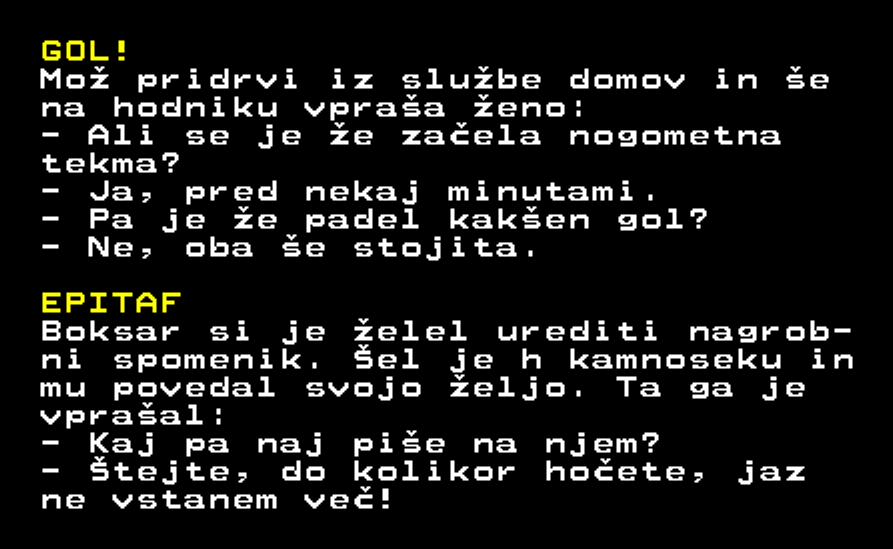 GOL!
Mož pridrvi iz službe domov in še
na hodniku vpraša ženo:
- Ali se je že začela nogometna
tekma?
- Ja, pred nekaj minutami.
- Pa je že padel kakšen gol?
- Ne, oba še stojita.
EPITAF
Boksar si je želel urediti nagrob-
ni spomenik. Šel je h kamnoseku in
mu povedal svojo željo. Ta ga je
vprašal:
- Kaj pa naj piše na njem?
- Štejte, do kolikor hočete, jaz
ne vstanem več!